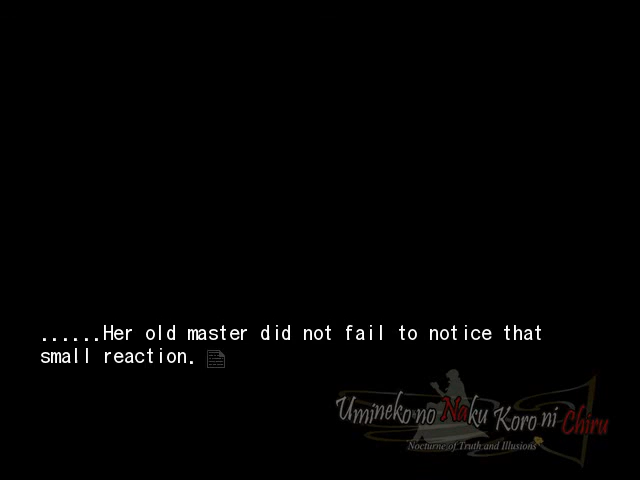 ......Her old master did not fail to notice that
small reaction.
Umineko no Naku Koro ni Chiru
Nocturne of Truth and Illusions